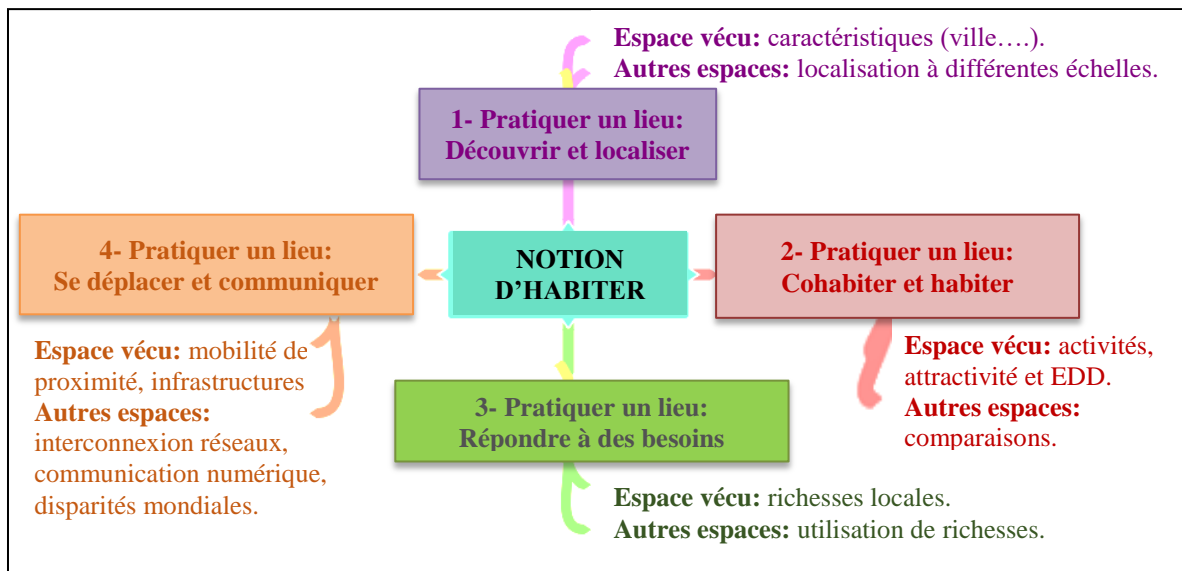 Espace vécu: caractéristiques (ville….).
Autres espaces: localisation à différentes échelles.
1- Pratiquer un lieu:
Découvrir et localiser
4- Pratiquer un lieu:
Se déplacer et communiquer
NOTION
D’HABITER
2- Pratiquer un lieu:
Cohabiter et habiter
Espace vécu: mobilité de
proximité, infrastructures
Autres espaces:
interconnexion réseaux,
communication numérique,
disparités mondiales.
Espace vécu: activités,
attractivité et EDD.
Autres espaces:
comparaisons.
3- Pratiquer un lieu:
Répondre à des besoins
Espace vécu: richesses locales.
Autres espaces: utilisation de richesses.